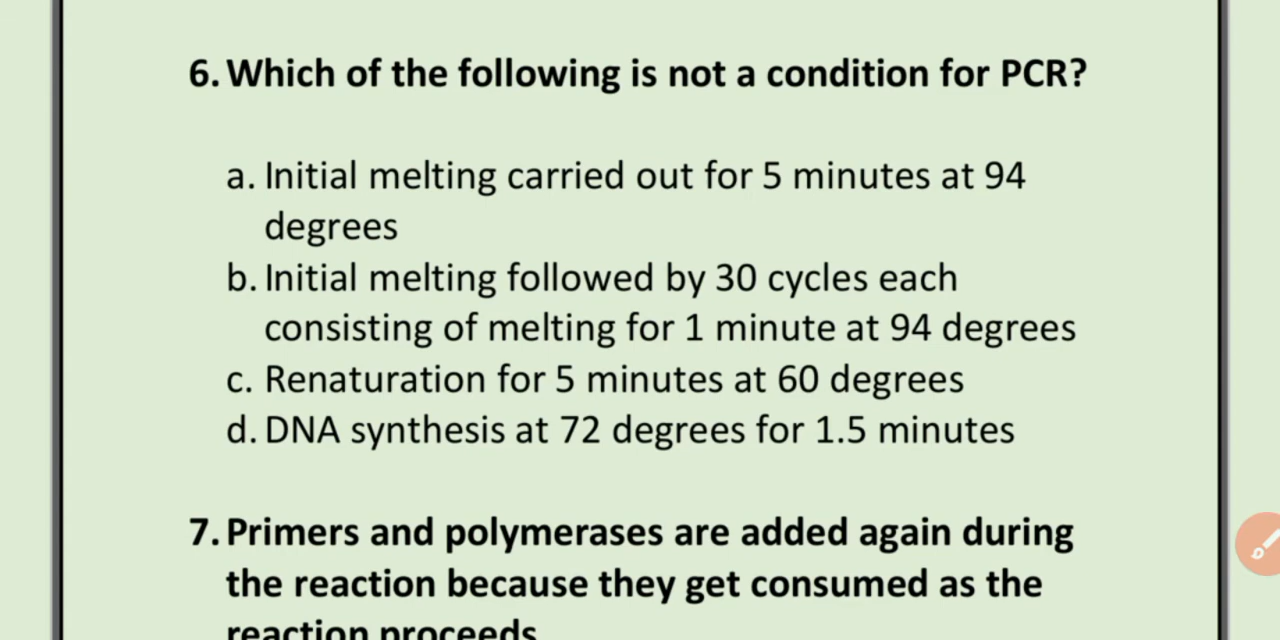 6. Which of the following is not a condition for PCR?
a. Initial melting carried out for 5 minutes at 94
degrees
b. Initial melting followed by 30 cycles each
consisting of melting for 1 minute at 94 degrees
c. Renaturation for 5 minutes at 60 degrees
d. DNA synthesis at 72 degrees for 1.5 minutes
7. Primers and polymerases are added again during
the reaction because they get consumed as the
reaction proceeds